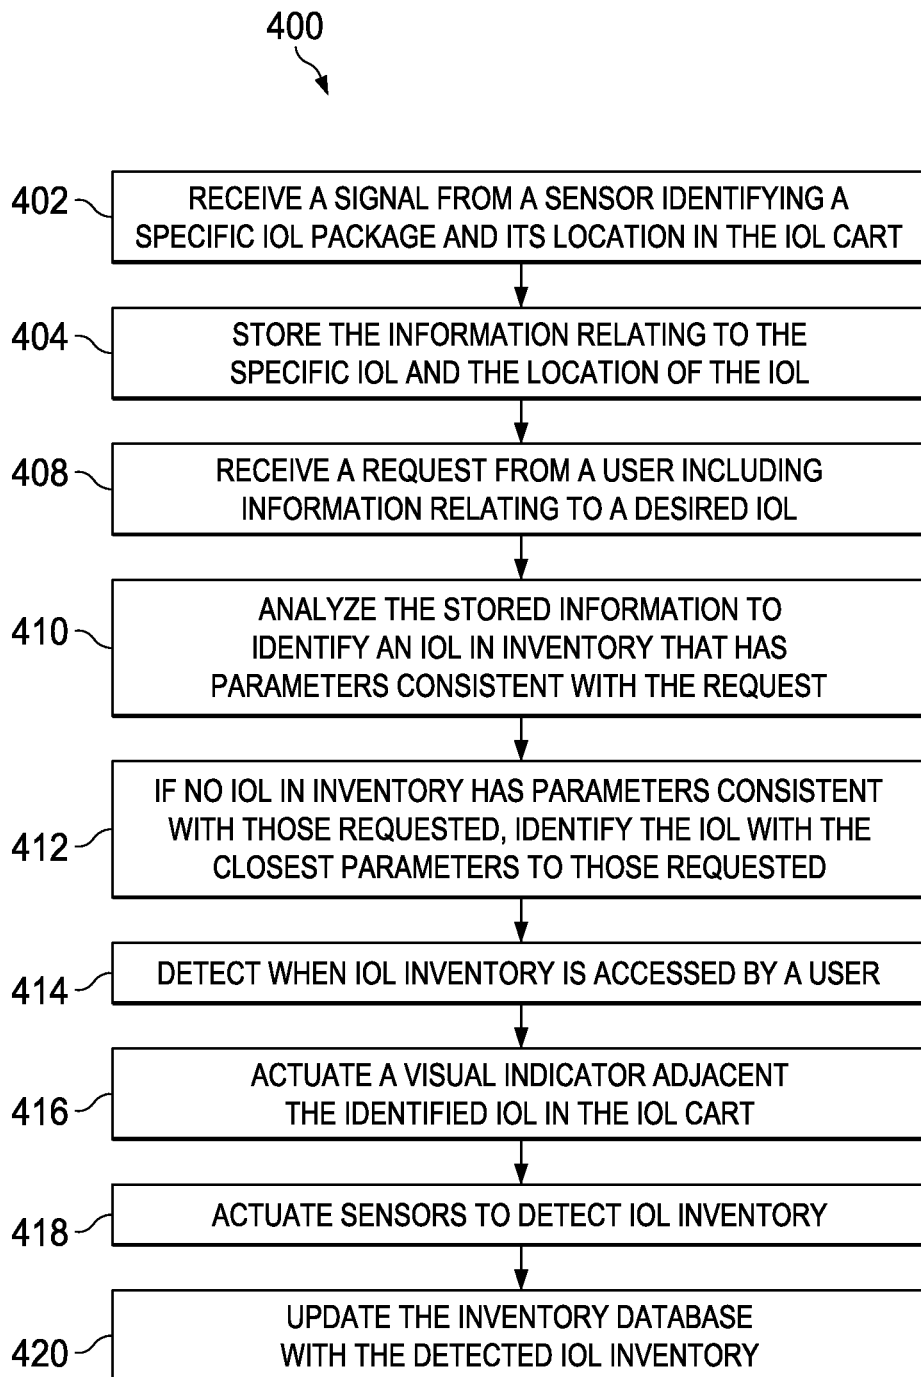 400
402
RECEIVE A SIGNAL FROM A SENSOR IDENTIFYING A
SPECIFIC IOL PACKAGE AND ITS LOCATION IN THE IOL CART
404
STORE THE INFORMATION RELATING TO THE
SPECIFIC IOL AND THE LOCATION OF THE IOL
408
RECEIVE A REQUEST FROM A USER INCLUDING
INFORMATION RELATING TO A DESIRED IOL
410
ANALYZE THE STORED INFORMATION TO
IDENTIFY AN IOL IN INVENTORY THAT HAS
PARAMETERS CONSISTENT WITH THE REQUEST
412
IF NO IOL IN INVENTORY HAS PARAMETERS CONSISTENT
WITH THOSE REQUESTED, IDENTIFY THE IOL WITH THE
CLOSEST PARAMETERS TO THOSE REQUESTED
414
DETECT WHEN IOL INVENTORY IS ACCESSED BY A USER
416
ACTUATE A VISUAL INDICATOR ADJACENT
THE IDENTIFIED IOL IN THE IOL CART
418
ACTUATE SENSORS TO DETECT IOL INVENTORY
420
UPDATE THE INVENTORY DATABASE
WITH THE DETECTED IOL INVENTORY